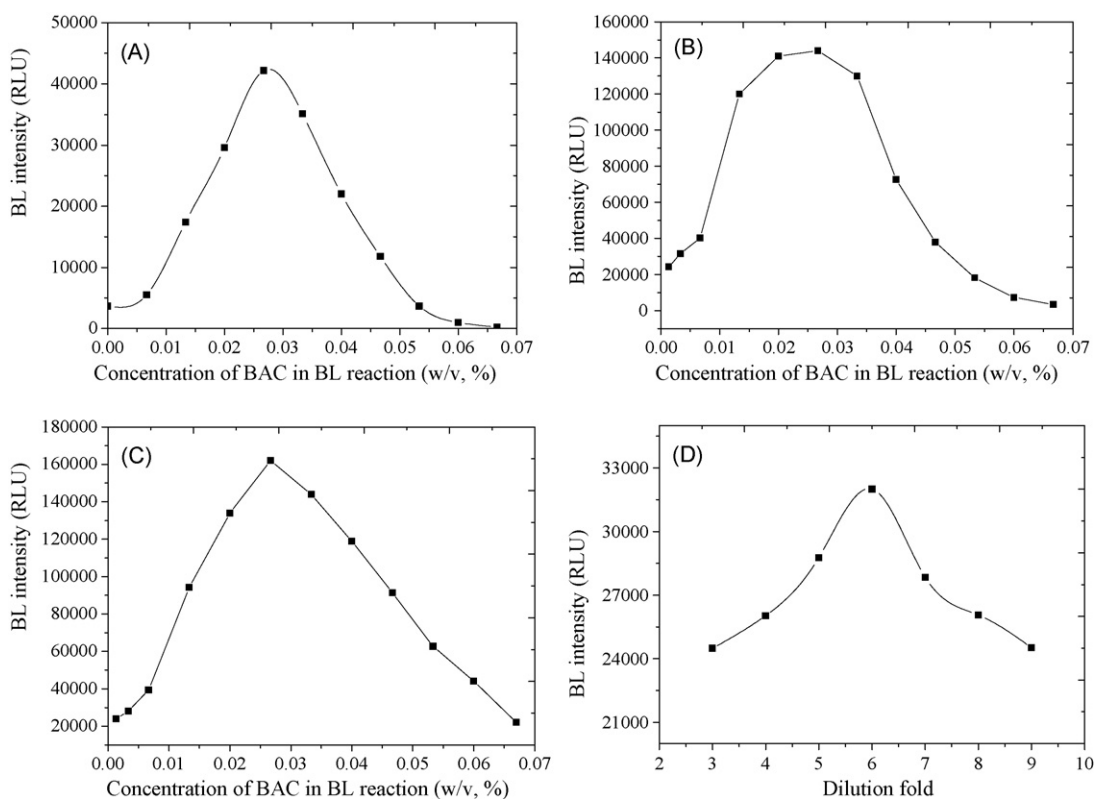 (A)
BL intensity (RLU)
50000
40000
30000
20000
10000
0
0.00 0.01 0.02 0.03 0.04 0.05 0.06 0.07
Concentration of BAC in BL reaction (w/v, %)
(B)
BL intensity (RLU)
160000
140000
120000
100000
80000
60000
40000
20000
0
0.00 0.01 0.02 0.03 0.04 0.05 0.06 0.07
Concentration of BAC in BL reaction (w/v, %)
(C)
BL intensity (RLU)
180000
160000
140000
120000
100000
80000
60000
40000
20000
0.00 0.01 0.02 0.03 0.04 0.05 0.06 0.07
Concentration of BAC in BL reaction (w/v, %)
(D)
BL intensity (RLU)
33000
30000
27000
24000
21000
2 3 4 5 6 7 8 9 10
Dilution fold